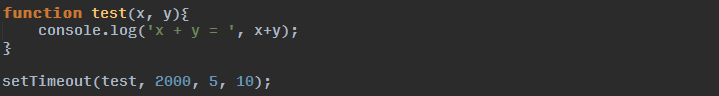 function test(x, y){
    console.log('x + y = ', x+y);
}
setTimeout(test, 2000, 5, 10);